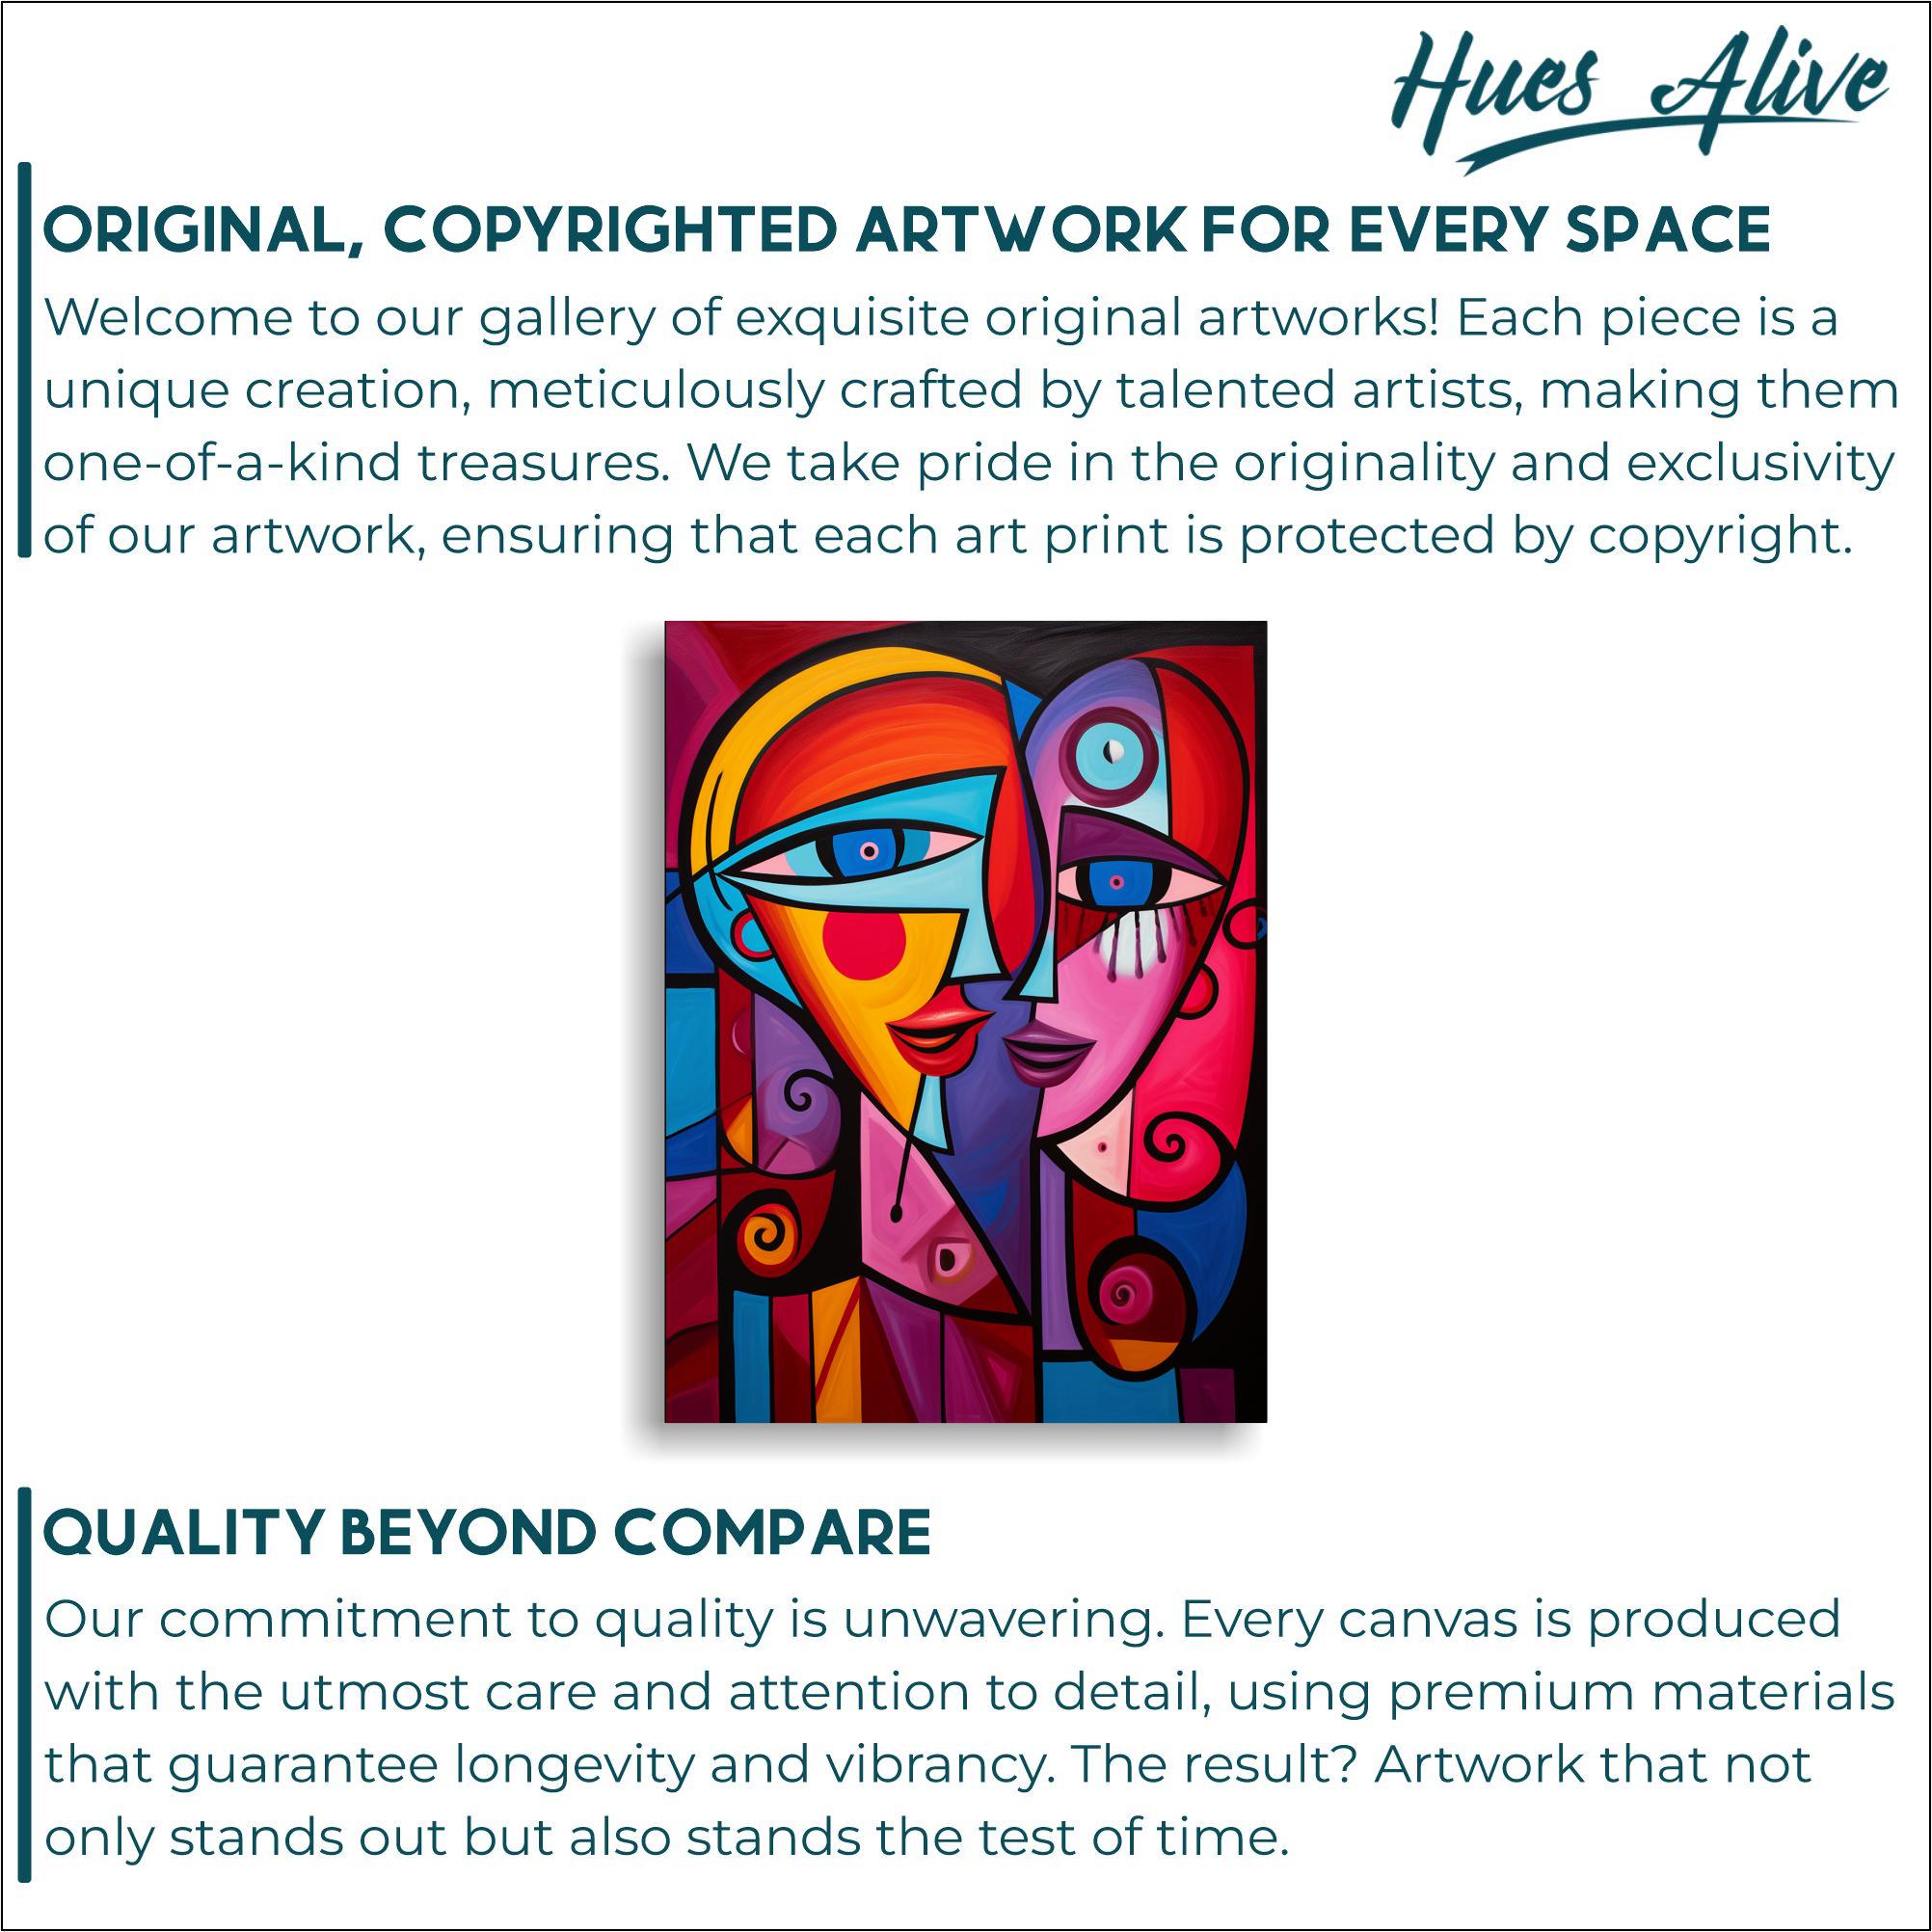 Hues Alive
ORIGINAL, COPYRIGHTED ARTWORK FOR EVERY SPACE
Welcome to our gallery of exquisite original artworks! Each piece is a
unique creation, meticulously crafted by talented artists, making them
one-of-a-kind treasures. We take pride in the originality and exclusivity
of our artwork, ensuring that each art print is protected by copyright.
QUALITY BEYOND COMPARE
Our commitment to quality is unwavering. Every canvas is produced
with the utmost care and attention to detail, using premium materials
that guarantee longevity and vibrancy. The result? Artwork that not
only stands out but also stands the test of time.